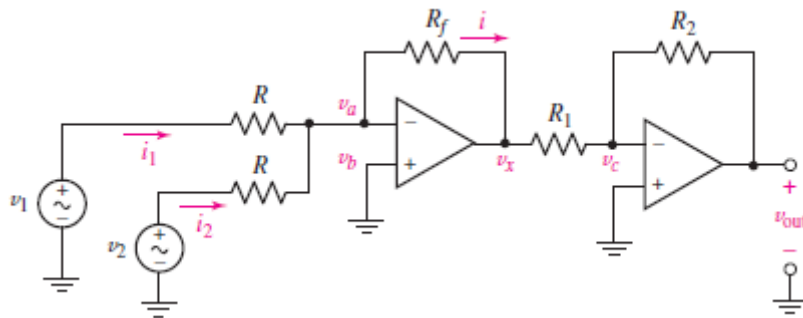 R_f i R_2
R v_a − R_1 −
i_1 v_b + v_x v_c +
R +
v_1 + − i_2 v_out
v_2 + − −